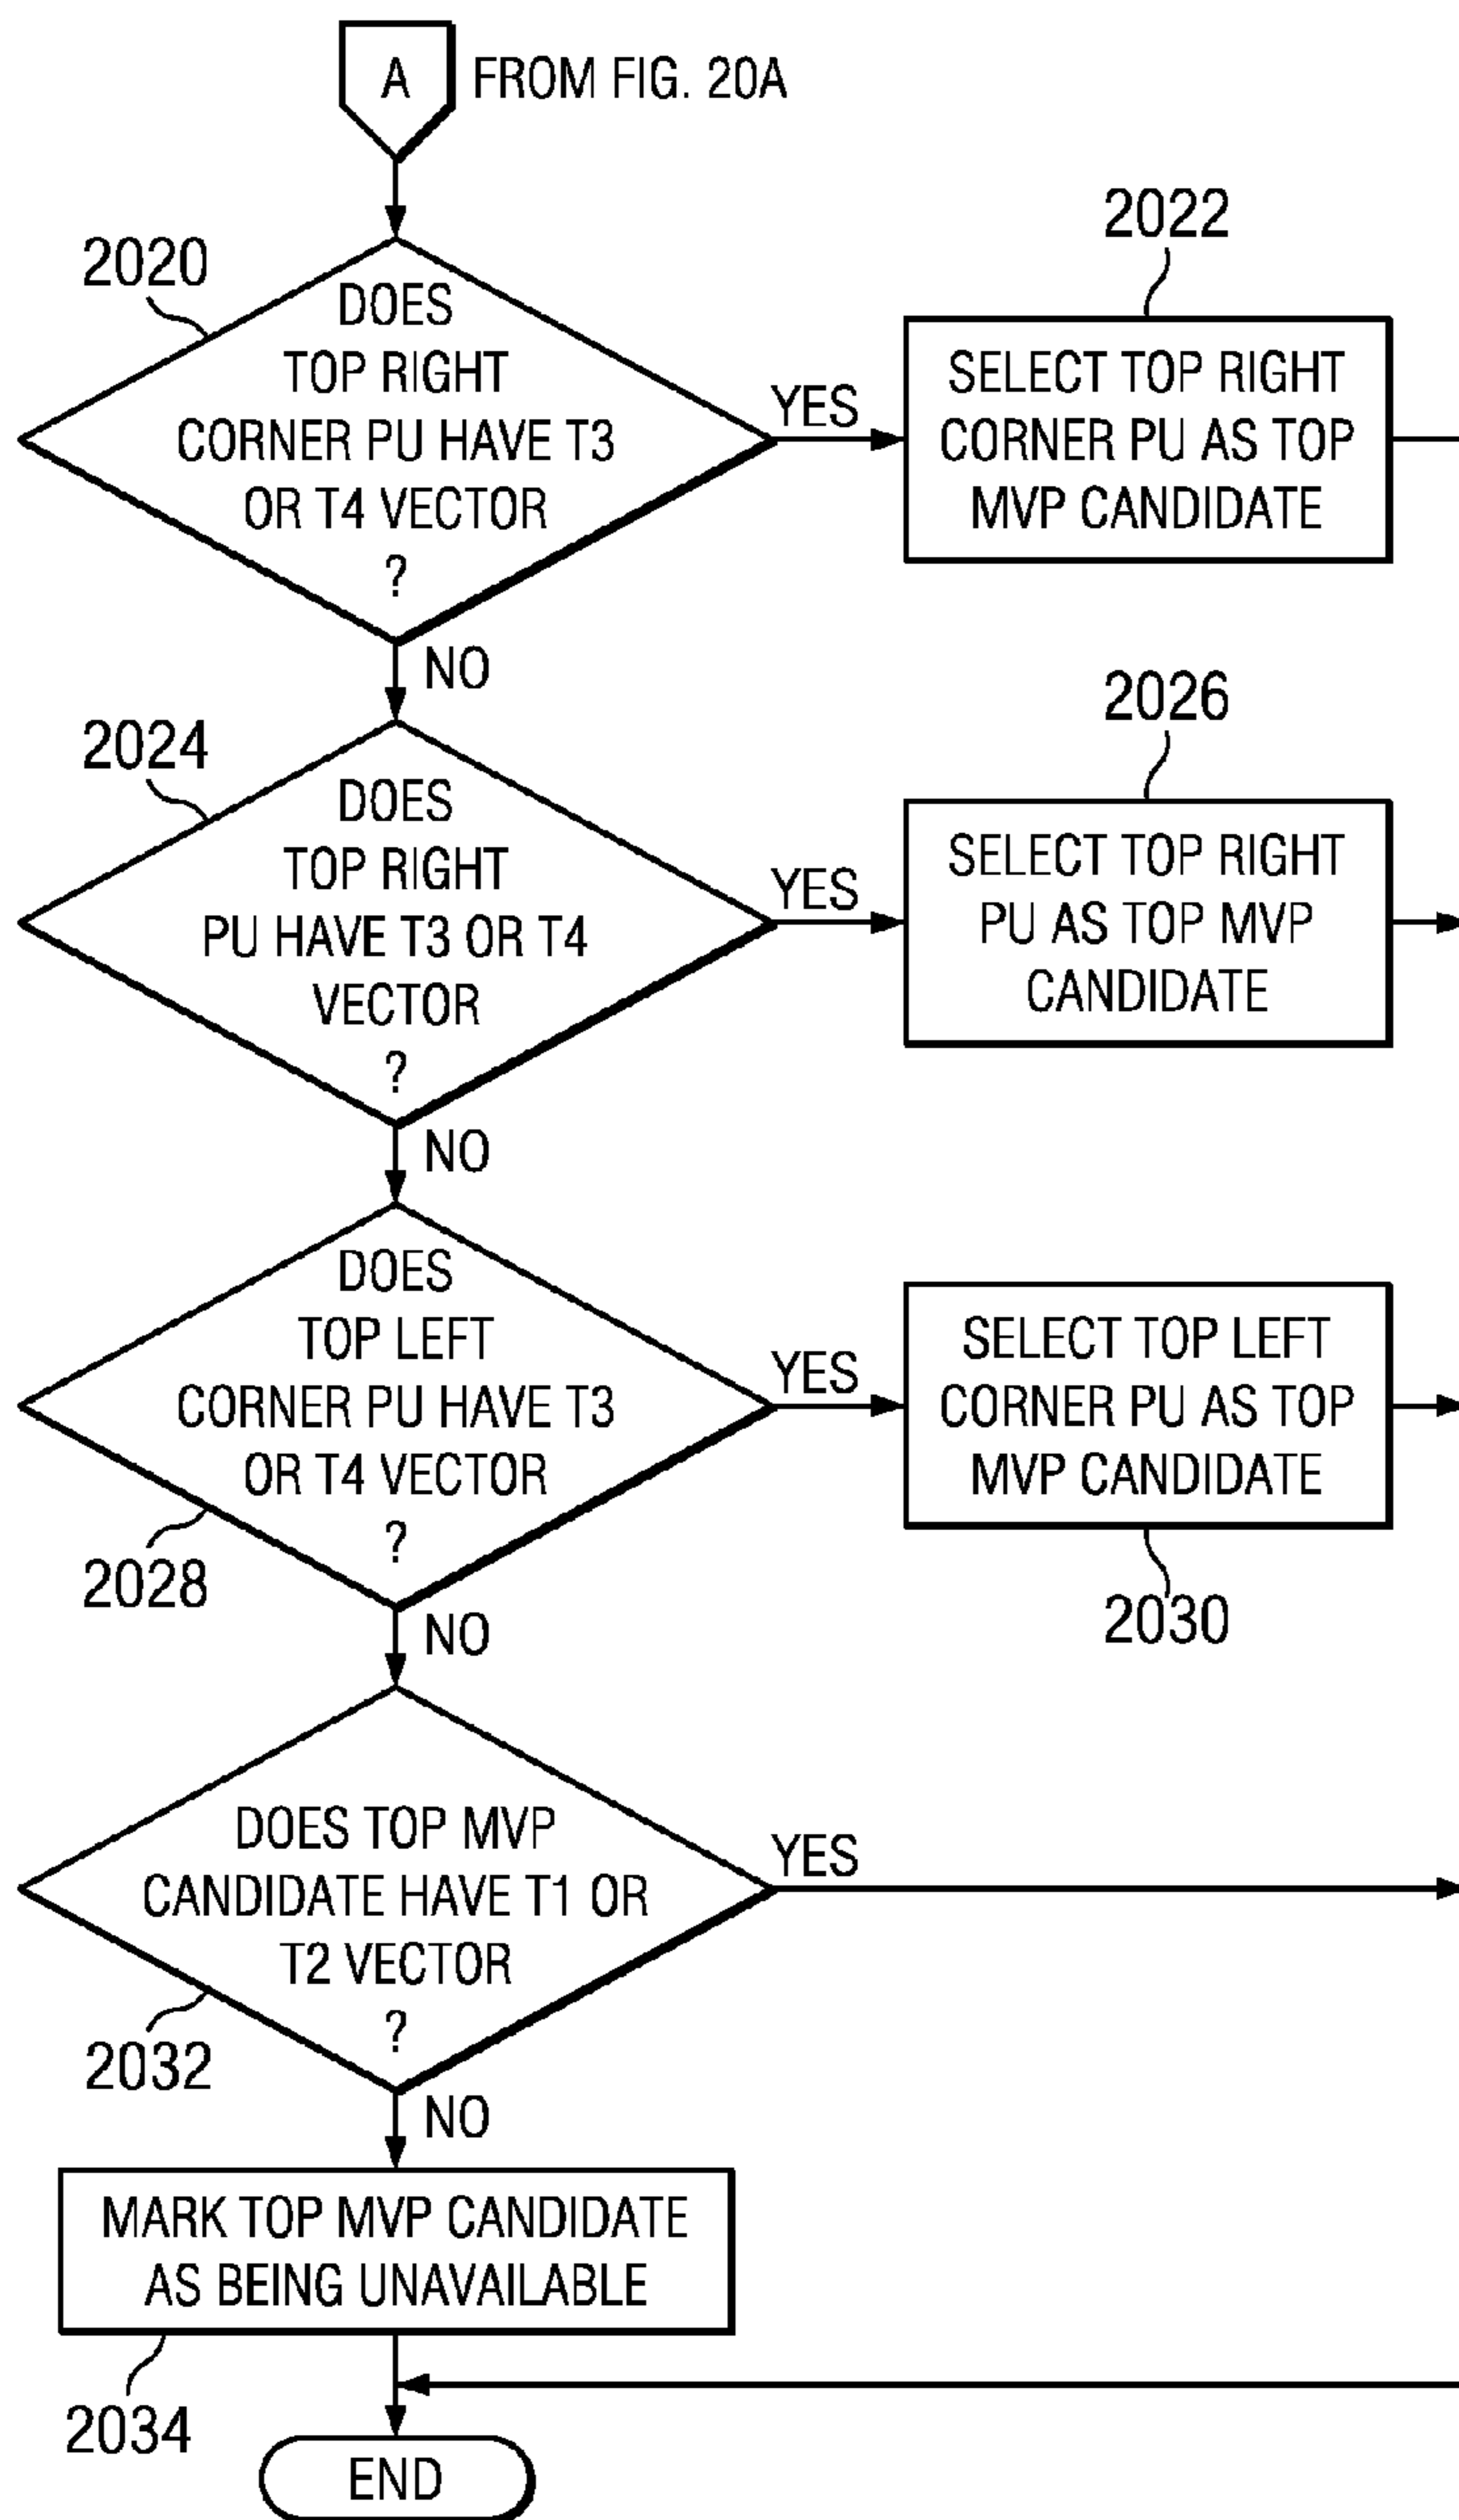 A FROM FIG. 20A
2020
DOES
TOP RIGHT
CORNER PU HAVE T3
OR T4 VECTOR
?
YES
2022
SELECT TOP RIGHT
CORNER PU AS TOP
MVP CANDIDATE
NO
2024
DOES
TOP RIGHT
PU HAVE T3 OR T4
VECTOR
?
YES
2026
SELECT TOP RIGHT
PU AS TOP MVP
CANDIDATE
NO
DOES
TOP LEFT
CORNER PU HAVE T3
OR T4 VECTOR
?
2028
YES
SELECT TOP LEFT
CORNER PU AS TOP
MVP CANDIDATE
2030
NO
DOES TOP MVP
CANDIDATE HAVE T1 OR
T2 VECTOR
?
2032
YES
NO
MARK TOP MVP CANDIDATE
AS BEING UNAVAILABLE
2034
END